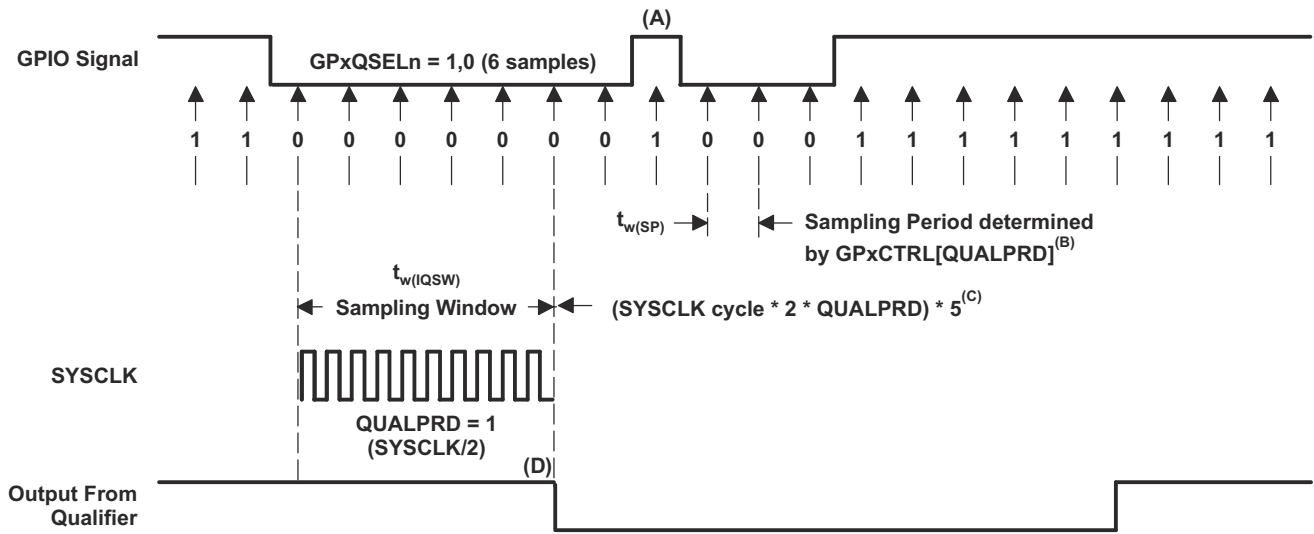 (A)
GPIO Signal
GPxQSELn = 1,0 (6 samples)
1 1 0 0 0 0 0 0 0 1 0 0 0 1 1 1 1 1 1 1 1 1
tw(SP)
Sampling Period determined
by GPxCTRL[QUALPRD](B)
tw(IQSW)
Sampling Window
(SYSCLK cycle * 2 * QUALPRD) * 5(C)
SYSCLK
QUALPRD = 1
(SYSCLK/2)
(D)
Output From
Qualifier